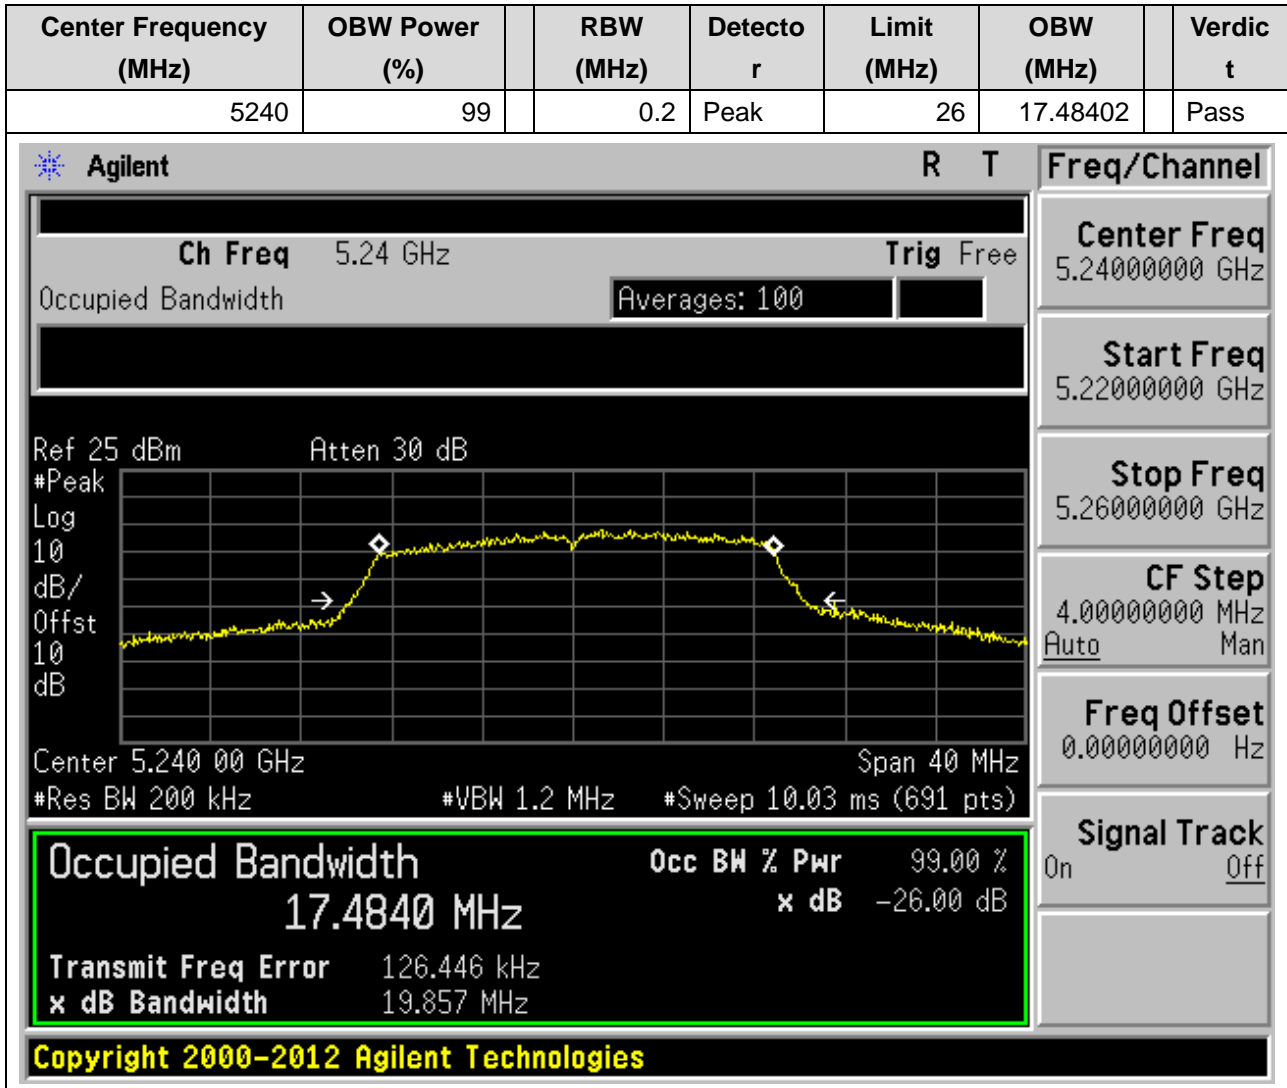 Center Frequency OBW Power RBW Detecto Limit OBW Verdic
(MHz) (%) (MHz) r (MHz) (MHz) t
5240 99 0.2 Peak 26 17.48402 Pass
Agilent R T Freq/Channel
Ch Freq 5.24 GHz Trig Free
Occupied Bandwidth Averages: 100
Center Freq
5.24000000 GHz
Start Freq
5.22000000 GHz
Stop Freq
5.26000000 GHz
CF Step
4.00000000 MHz
Auto Man
Freq Offset
0.00000000 Hz
Signal Track
On Off
Ref 25 dBm Atten 30 dB
#Peak
Log
10
dB/
Offst
10
dB
Center 5.240 00 GHz Span 40 MHz
#Res BW 200 kHz #VBW 1.2 MHz #Sweep 10.03 ms (691 pts)
Occupied Bandwidth Occ BW % Pwr 99.00 %
17.4840 MHz x dB -26.00 dB
Transmit Freq Error 126.446 kHz
x dB Bandwidth 19.857 MHz
Copyright 2000-2012 Agilent Technologies